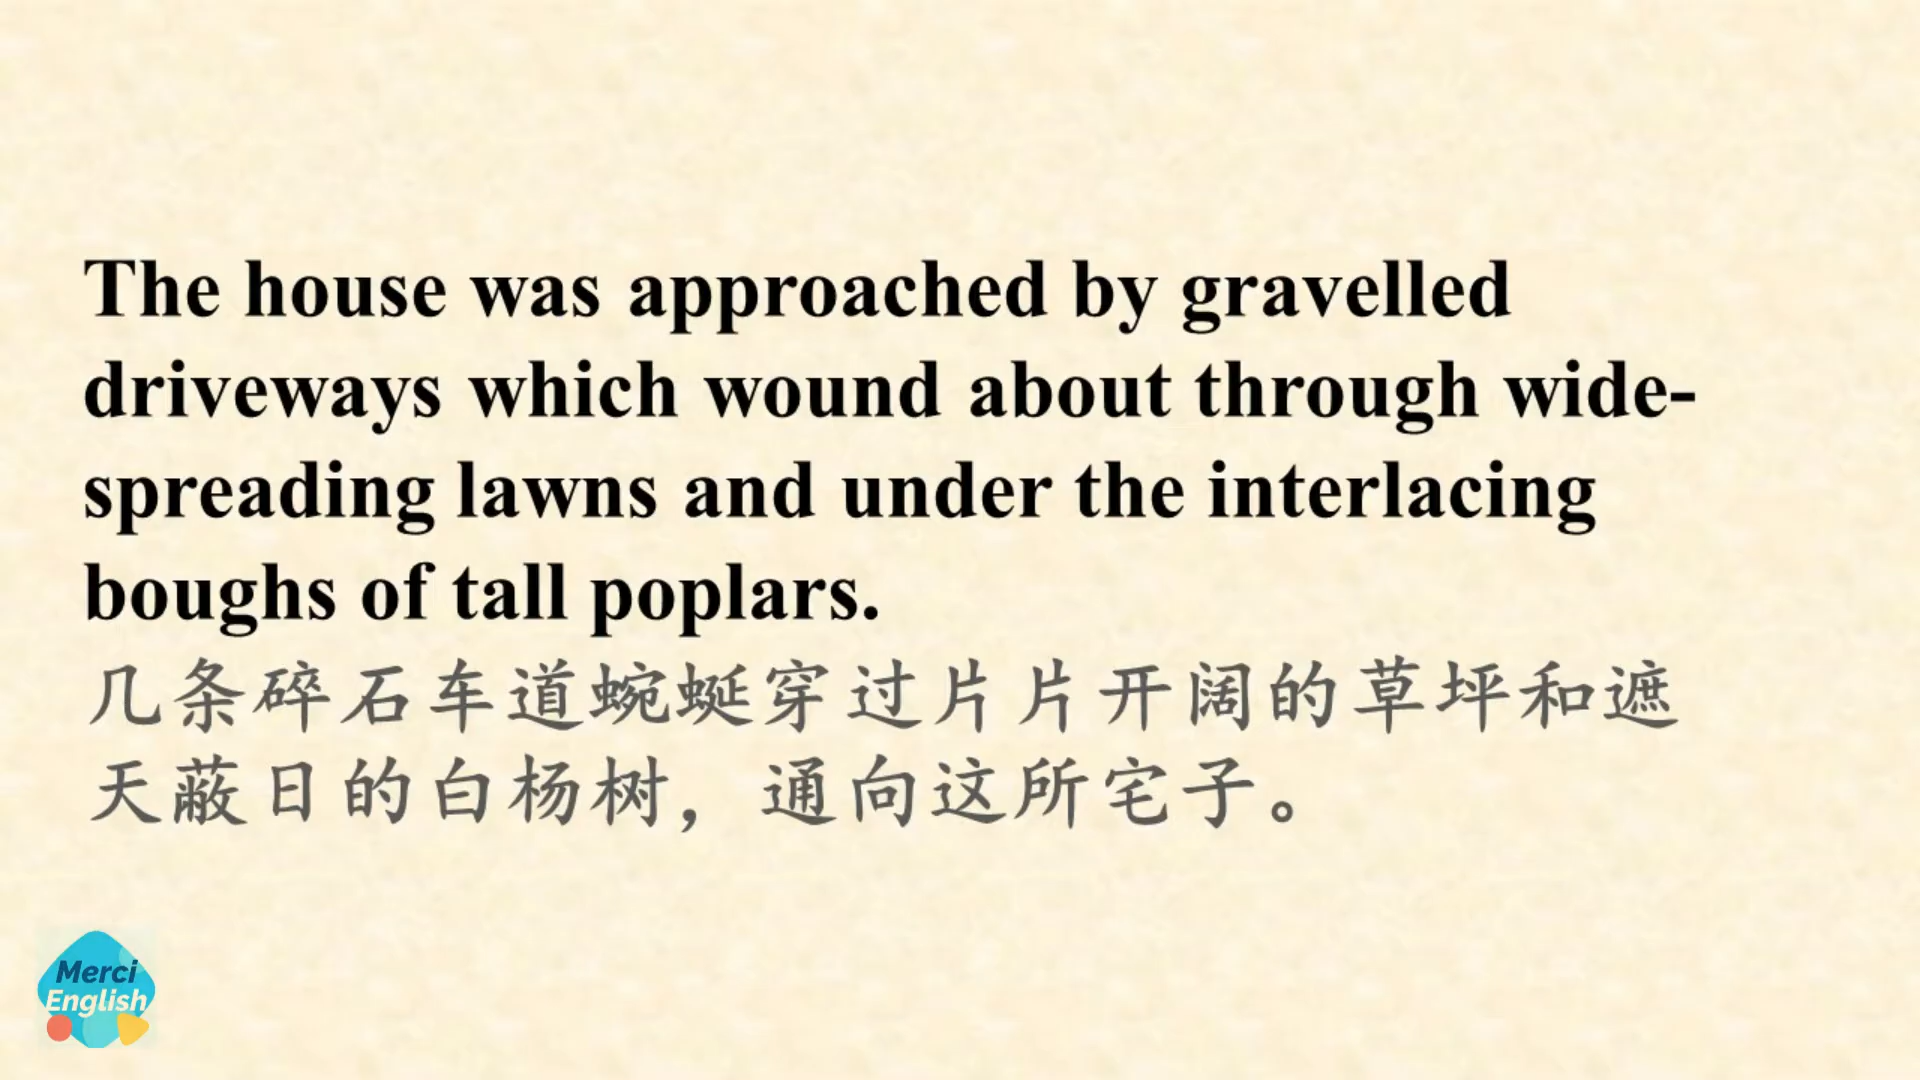 The house was approached by gravelled
driveways which wound about through wide-
spreading lawns and under the interlacing
boughs of tall poplars.
几条碎石车道蜿蜒穿过片片开阔的草坪和遮
天蔽日的白杨树，通向这所宅子。
Merci
English